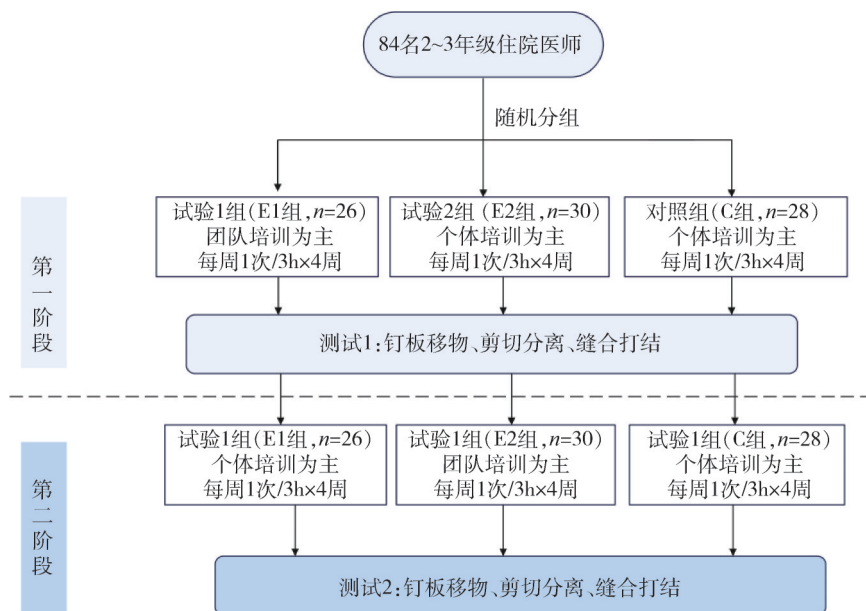 84名2~3年级住院医师
随机分组
第一阶段
试验1组(E1组,n=26)
团队培训为主
每周1次/3h×4周
试验2组(E2组,n=30)
个体培训为主
每周1次/3h×4周
对照组(C组,n=28)
个体培训为主
每周1次/3h×4周
测试1:钉板移物、剪切分离、缝合打结
第二阶段
试验1组(E1组,n=26)
个体培训为主
每周1次/3h×4周
试验1组(E2组,n=30)
团队培训为主
每周1次/3h×4周
试验1组(C组,n=28)
个体培训为主
每周1次/3h×4周
测试2:钉板移物、剪切分离、缝合打结